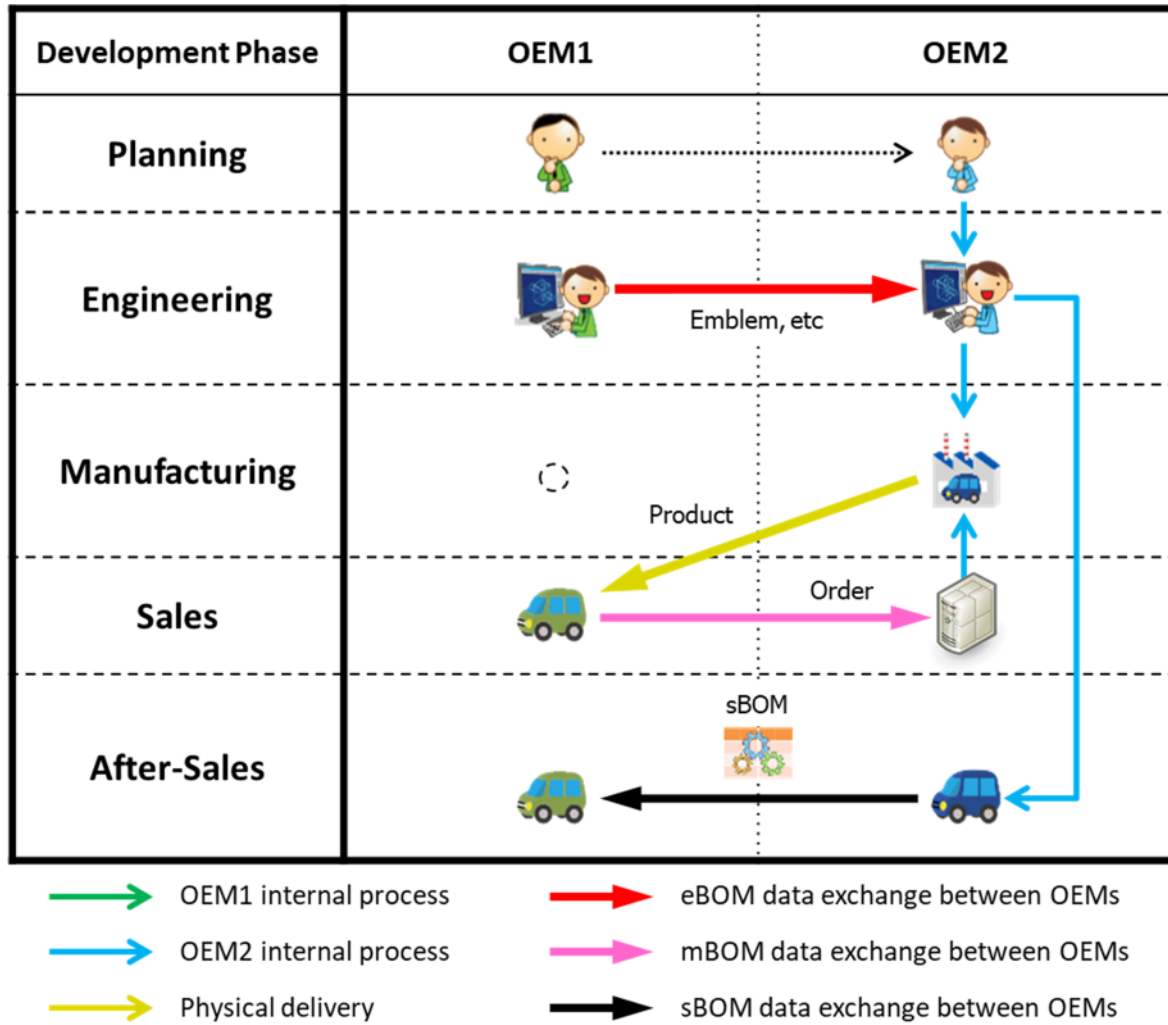 Development Phase OEM1 OEM2
Planning
Engineering
Emblem, etc
Manufacturing
Product
Sales
Order
sBOM
After-Sales
OEM1 internal process eBOM data exchange between OEMs
OEM2 internal process mBOM data exchange between OEMs
Physical delivery sBOM data exchange between OEMs